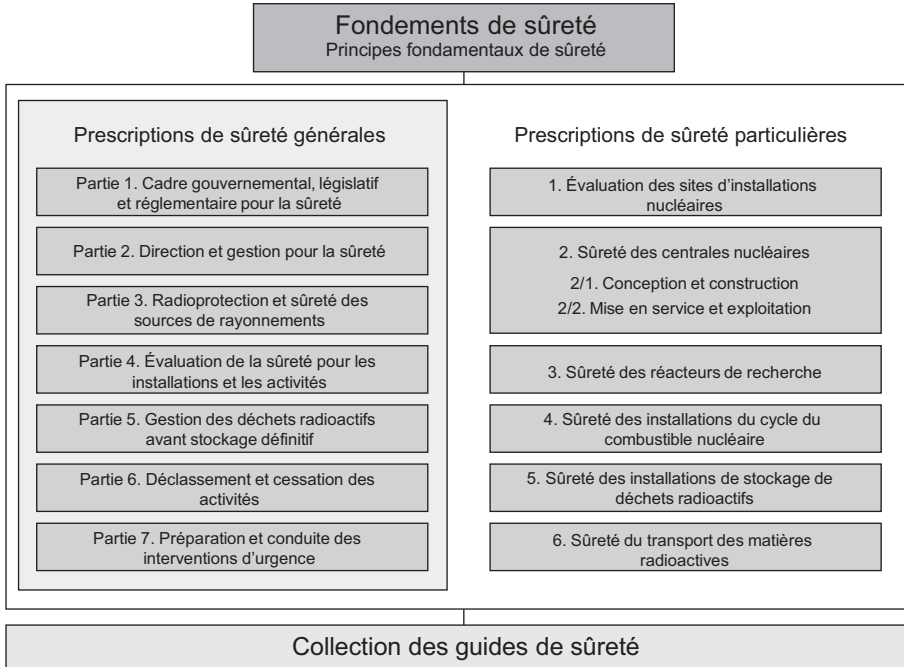 Fondements de sûreté
Principes fondamentaux de sûreté
Prescriptions de sûreté générales
Partie 1. Cadre gouvernemental, législatif
et réglementaire pour la sûreté
Partie 2. Direction et gestion pour la sûreté
Partie 3. Radioprotection et sûreté des
sources de rayonnements
Partie 4. Évaluation de la sûreté pour les
installations et les activités
Partie 5. Gestion des déchets radioactifs
avant stockage définitif
Partie 6. Déclassement et cessation des
activités
Partie 7. Préparation et conduite des
interventions d’urgence
Prescriptions de sûreté particulières
1. Évaluation des sites d’installations
nucléaires
2. Sûreté des centrales nucléaires
2/1. Conception et construction
2/2. Mise en service et exploitation
3. Sûreté des réacteurs de recherche
4. Sûreté des installations du cycle du
combustible nucléaire
5. Sûreté des installations de stockage de
déchets radioactifs
6. Sûreté du transport des matières
radioactives
Collection des guides de sûreté